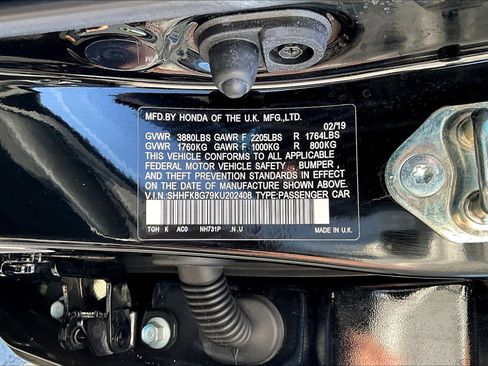 MFD.BY HONDA OF THE U.K. MFG.,LTD.
02/19
GVWR 3880LBS GAWR F 2205LBS R 1764LBS
GVWR 1760KG GAWR F 1000KG R 800KG
THIS VEHICLE CONFORMS TO ALL APPLICABLE
FEDERAL MOTOR VEHICLE SAFETY, BUMPER, AND
THEFT PREVENTION STANDARDS IN EFFECT ON
THE DATE OF MANUFACTURE SHOWN ABOVE.
V.I.N.:SHHFK8G79KU202408 TYPE:PASSENGER CAR
TGH K AC0 NH731P .N.U MADE IN U.K.